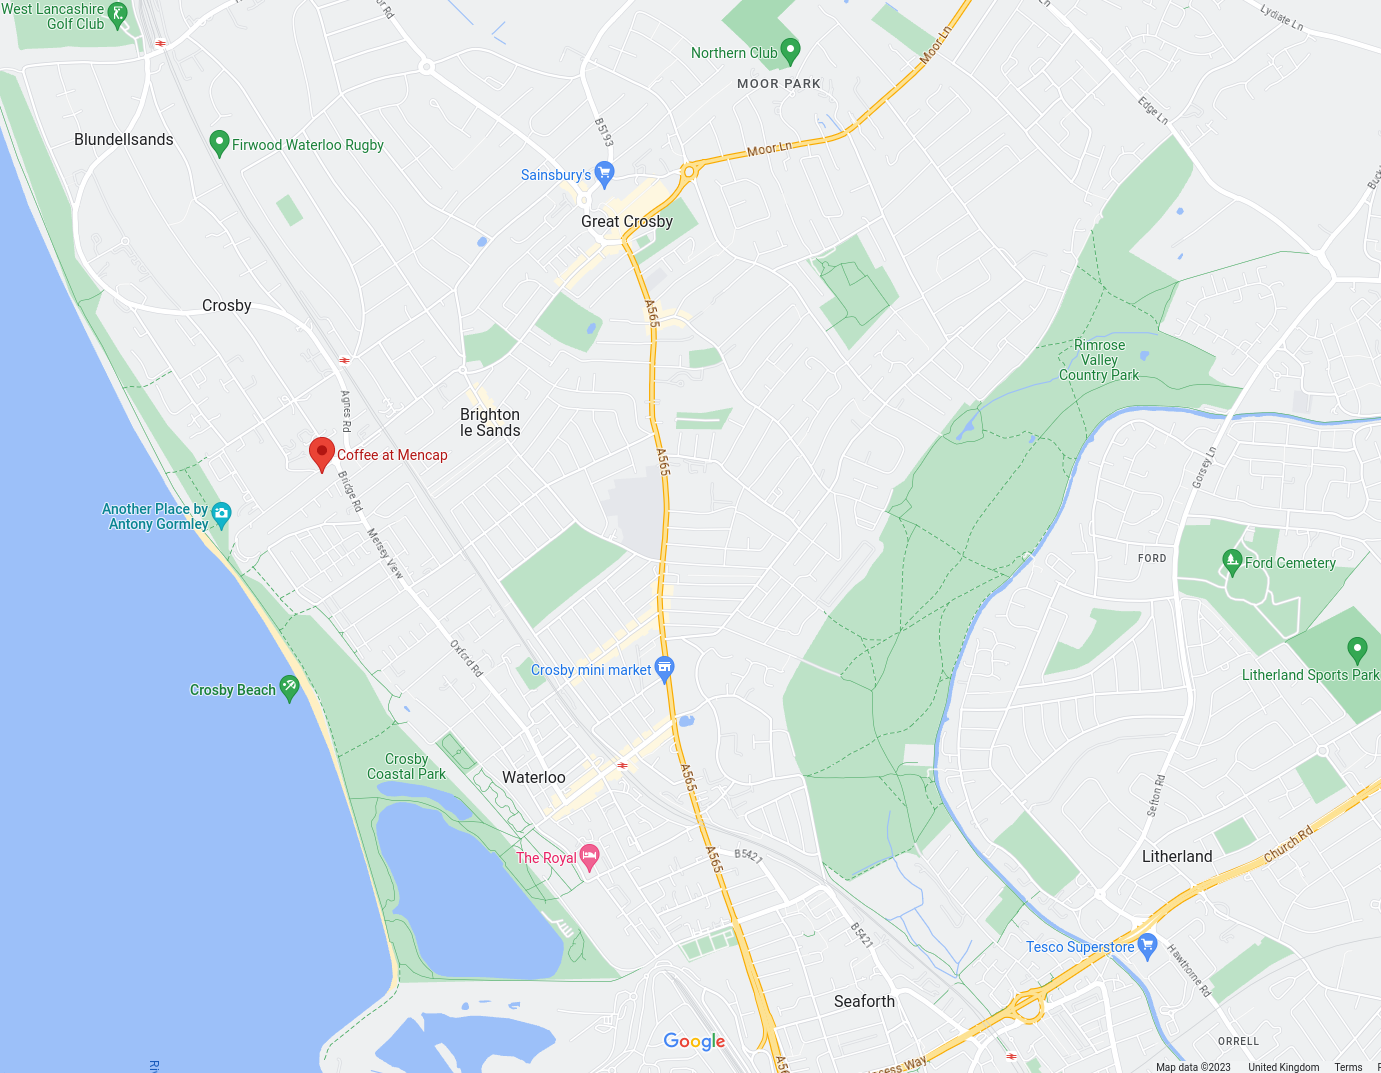 West Lancashire
Golf Club
Northern Club
MOOR PARK
Moor Ln
Lydiate Ln
Edge Ln
Blundellsands
Firwood Waterloo Rugby
B5193
Moor Ln
Sainsbury's
Great Crosby
Crosby
A565
Rimrose
Valley
Country Park
Agnes Rd
Brighton
le Sands
Coffee at Mencap
A565
Gorsey Ln
Bridge Rd
Another Place by
Antony Gormley
Mersey View
FORD
Ford Cemetery
Oxford Rd
Crosby mini market
Litherland Sports Park
Crosby Beach
Crosby
Coastal Park
Waterloo
A565
Sefton Rd
The Royal
A565
B5421
Litherland
Church Rd
B5421
Tesco Superstore
Hawthorne Rd
Seaforth
Google
ORRELL
Map data ©2023
United Kingdom
Terms